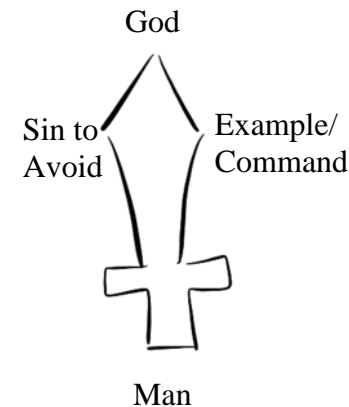 God
Sin to
Avoid
Example/
Command
Man